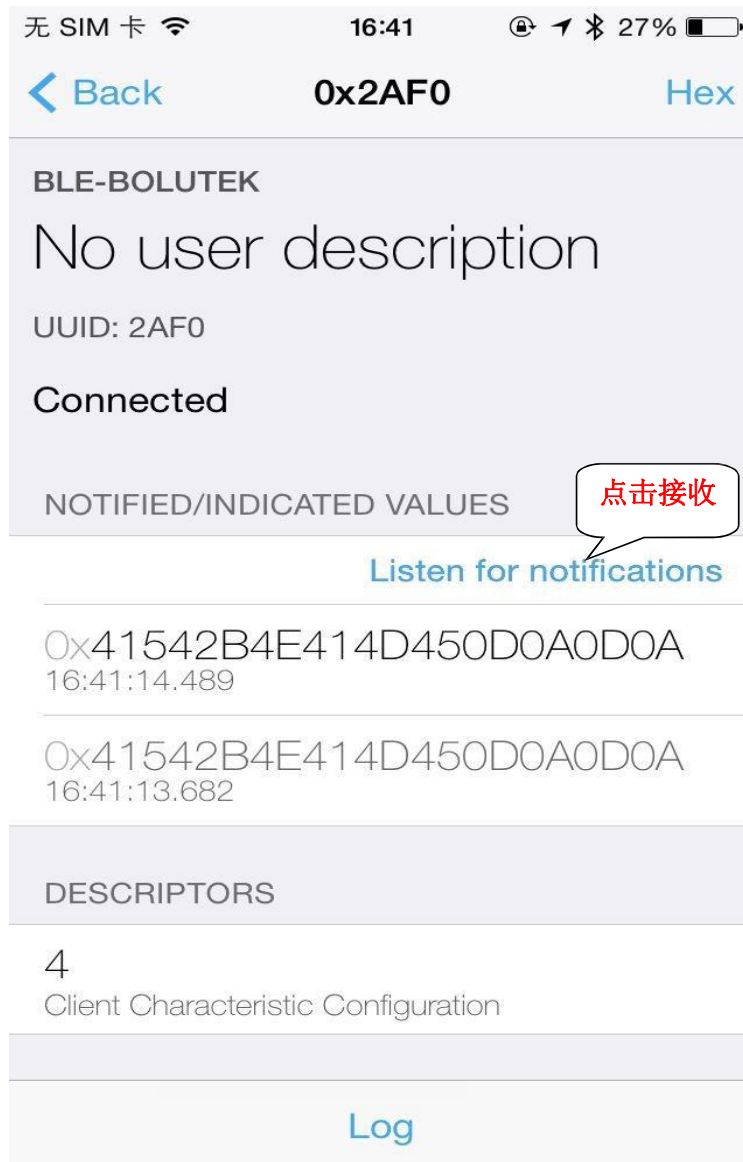 无 SIM 卡 16:41 27%
Back 0x2AF0 Hex
BLE-BOLUTEK
No user description
UUID: 2AF0
Connected
点击接收
NOTIFIED/INDICATED VALUES
Listen for notifications
0x41542B4E414D450D0A0D0A
16:41:14.489
0x41542B4E414D450D0A0D0A
16:41:13.682
DESCRIPTORS
4
Client Characteristic Configuration
Log